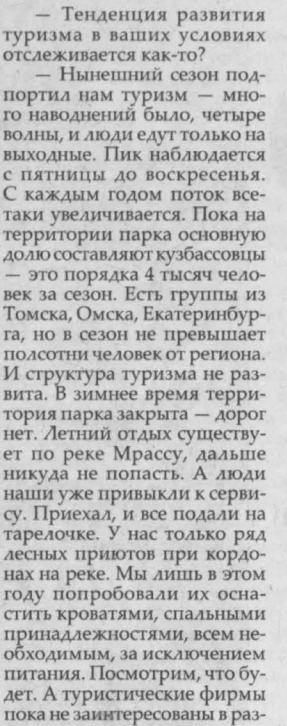 — Тенденция развития
туризма в ваших условиях
отслеживается как-то?
— Нынешний сезон под-
портил нам туризм — мно-
го наводнений было, четыре
волны, и люди едут только на
выходные. Пик наблюдается
с пятницы до воскресенья.
С каждым годом поток все-
таки увеличивается. Пока на
территории парка основную
долю составляют кузбассовцы
— это порядка 4 тысяч чело-
век за сезон. Есть группы из
Томска, Омска, Екатеринбур-
га, но в сезон не превышает
полсотни человек от региона.
И структура туризма не раз-
вита. В зимнее время терри-
тория парка закрыта — дорог
нет. Летний отдых существу-
ет по реке Мрассу, дальше
никуда не попасть. А люди
наши уже привыкли к серви-
су. Приехал, и все подали на
тарелочке. У нас только ряд
лесных приютов при кордо-
нах на реке. Мы лишь в этом
году попробовали их осна-
стить кроватями, спальными
принадлежностями, всем не-
обходимым, за исключением
питания. Посмотрим, что бу-
дет. А туристические фирмы
пока не заинтересованы в раз-